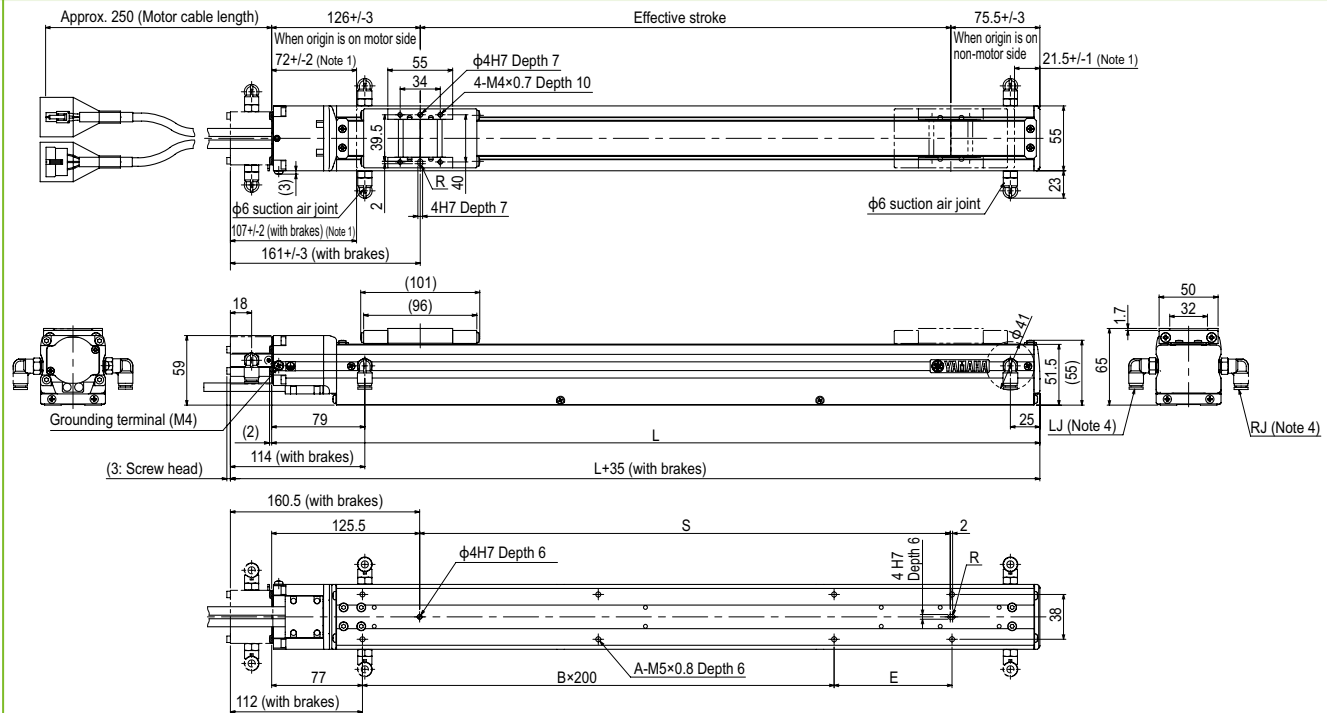 Approx. 250 (Motor cable length)
126+/-3
Effective stroke
75.5+/-3
When origin is on motor side
When origin is on
non-motor side
72+/-2 (Note 1)
55
34
ϕ4H7 Depth 7
4-M4×0.7 Depth 10
21.5+/-1 (Note 1)
39.5
40
55
23
(3)
2
R
ϕ6 suction air joint
4H7 Depth 7
ϕ6 suction air joint
107+/-2 (with brakes) (Note 1)
161+/-3 (with brakes)
(101)
(96)
18
59
ϕ41
YAMAHA
51.5
(55)
50
32
1.7
65
Grounding terminal (M4)
79
25
LJ (Note 4)
RJ (Note 4)
(2)
L
114 (with brakes)
(3: Screw head)
L+35 (with brakes)
160.5 (with brakes)
125.5
S
2
ϕ4H7 Depth 6
4 H7
Depth 6
R
38
A-M5×0.8 Depth 6
77
B×200
E
112 (with brakes)